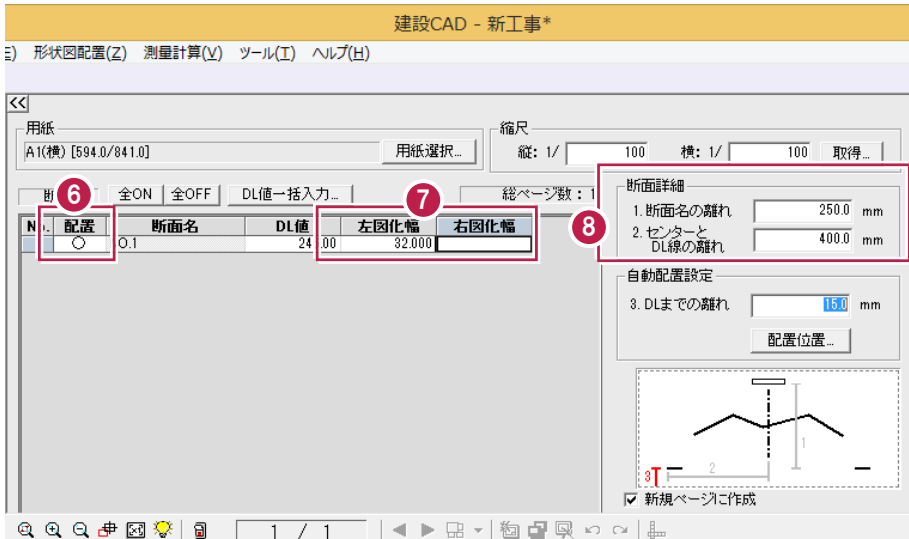 建設CAD - 新工事*
E) 形状図配置(Z) 測量計算(V) ツール(T) ヘルプ(H)
<<
用紙
A1(横) [594.0/841.0]
用紙選択...
縮尺
縦: 1/ 100 横: 1/ 100 取得...
断
6
全ON 全OFF DL値一括入力...
7
総ページ数: 1
8
断面詳細
1. 断面名の離れ 250.0 mm
2. センターとDL線の離れ 400.0 mm
No. 配置 断面名 DL値 左図化幅 右図化幅
○ O.1 24 .00 32.000
自動配置設定
3. DLまでの離れ 15.0 mm
配置位置...
1
2
3
新規ページに作成
1 / 1